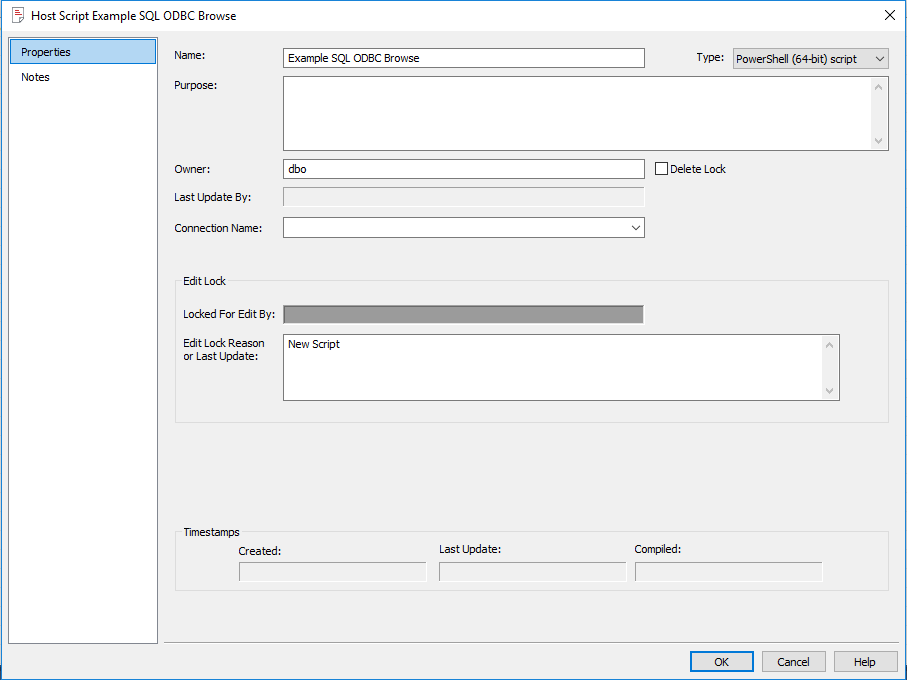 Host Script Example SQL ODBC Browse
Properties
Notes
Name:
Example SQL ODBC Browse
Type:
PowerShell (64-bit) script
Purpose:
Owner:
dbo
Delete Lock
Last Update By:
Connection Name:
Edit Lock
Locked For Edit By:
Edit Lock Reason
or Last Update:
New Script
Timestamps
Created:
Last Update:
Compiled:
OK
Cancel
Help